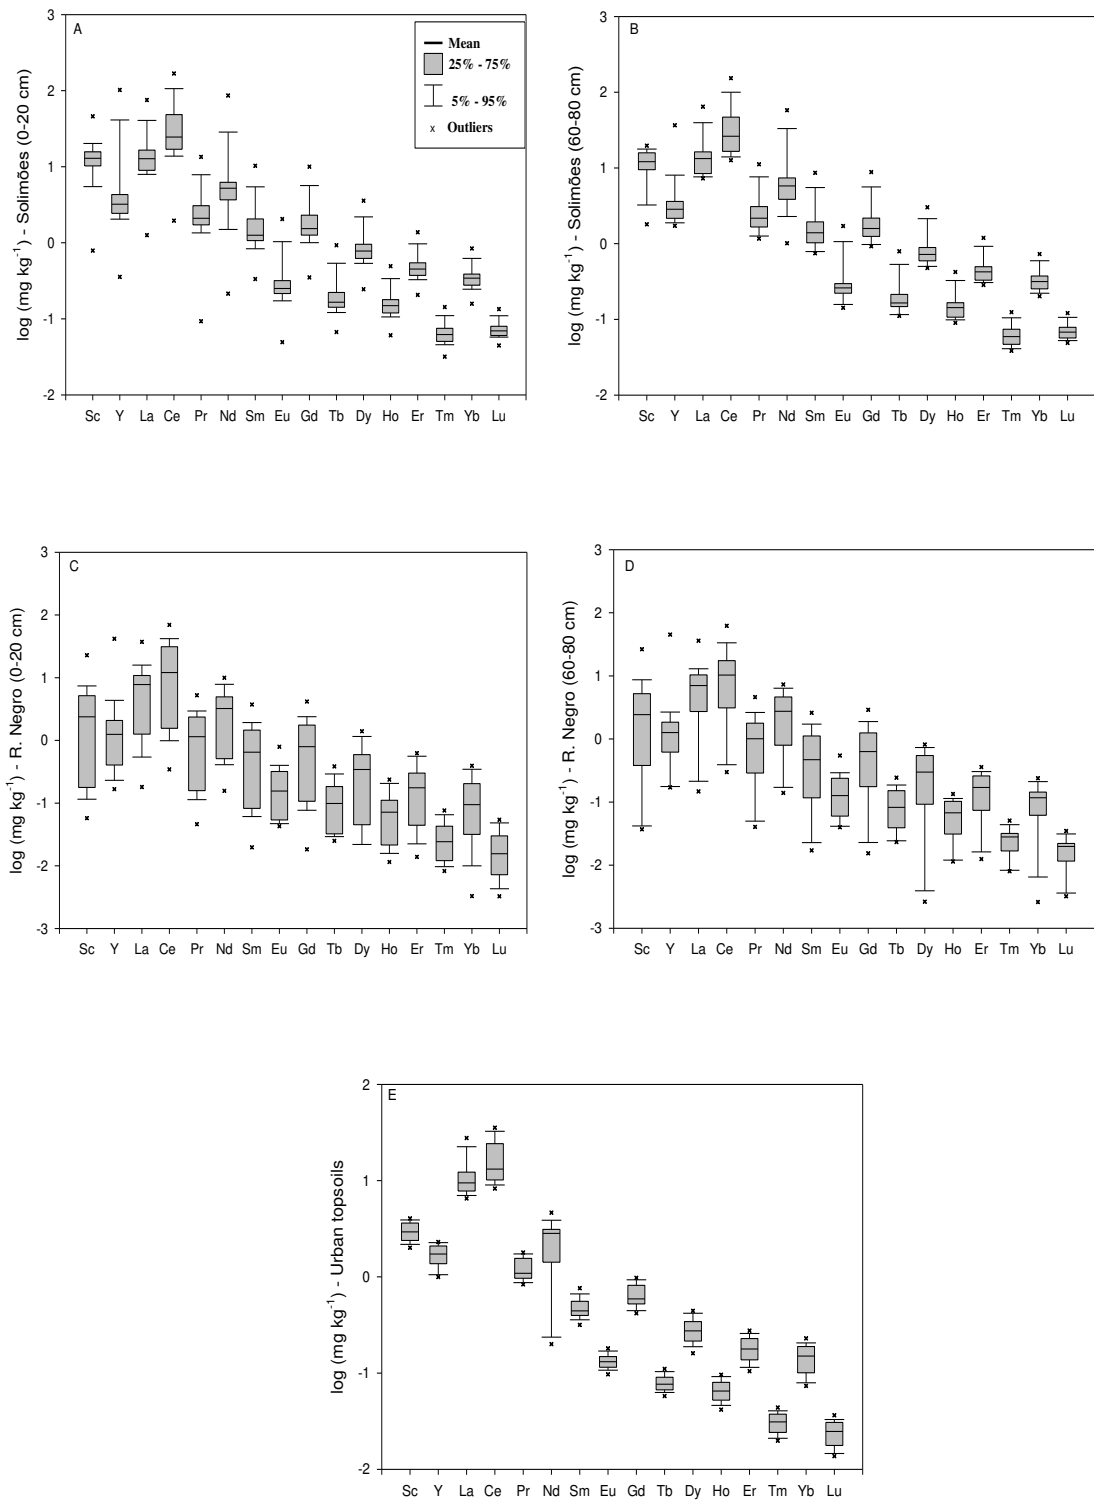 A
Mean
25% - 75%
5% - 95%
x Outliers
log (mg kg-1) - Solimões (0-20 cm)
3
2
1
0
-1
-2
Sc Y La Ce Pr Nd Sm Eu Gd Tb Dy Ho Er Tm Yb Lu
B
log (mg kg-1) - Solimões (60-80 cm)
3
2
1
0
-1
-2
Sc Y La Ce Pr Nd Sm Eu Gd Tb Dy Ho Er Tm Yb Lu
C
log (mg kg-1) - R. Negro (0-20 cm)
3
2
1
0
-1
-2
-3
Sc Y La Ce Pr Nd Sm Eu Gd Tb Dy Ho Er Tm Yb Lu
D
log (mg kg-1) - R. Negro (60-80 cm)
3
2
1
0
-1
-2
-3
Sc Y La Ce Pr Nd Sm Eu Gd Tb Dy Ho Er Tm Yb Lu
E
log (mg kg-1) - Urban topsoils
2
1
0
-1
-2
Sc Y La Ce Pr Nd Sm Eu Gd Tb Dy Ho Er Tm Yb Lu